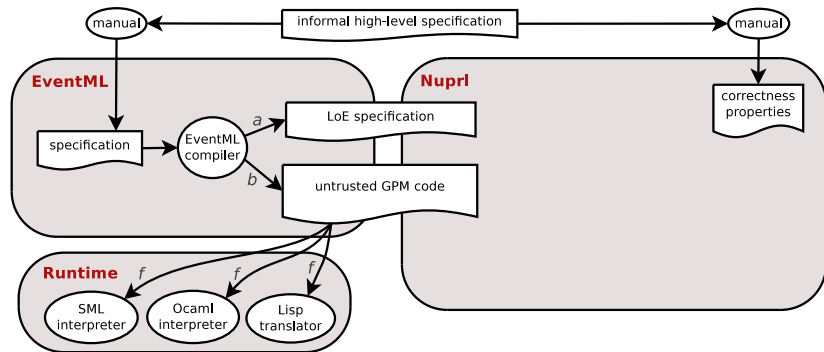 manual
informal high-level specification
manual
EventML
Nuprl
a
LoE specification
correctness
properties
specification
EventML
compiler
b
untrusted GPM code
Runtime
f
f
f
SML
interpreter
Ocaml
interpreter
Lisp
translator